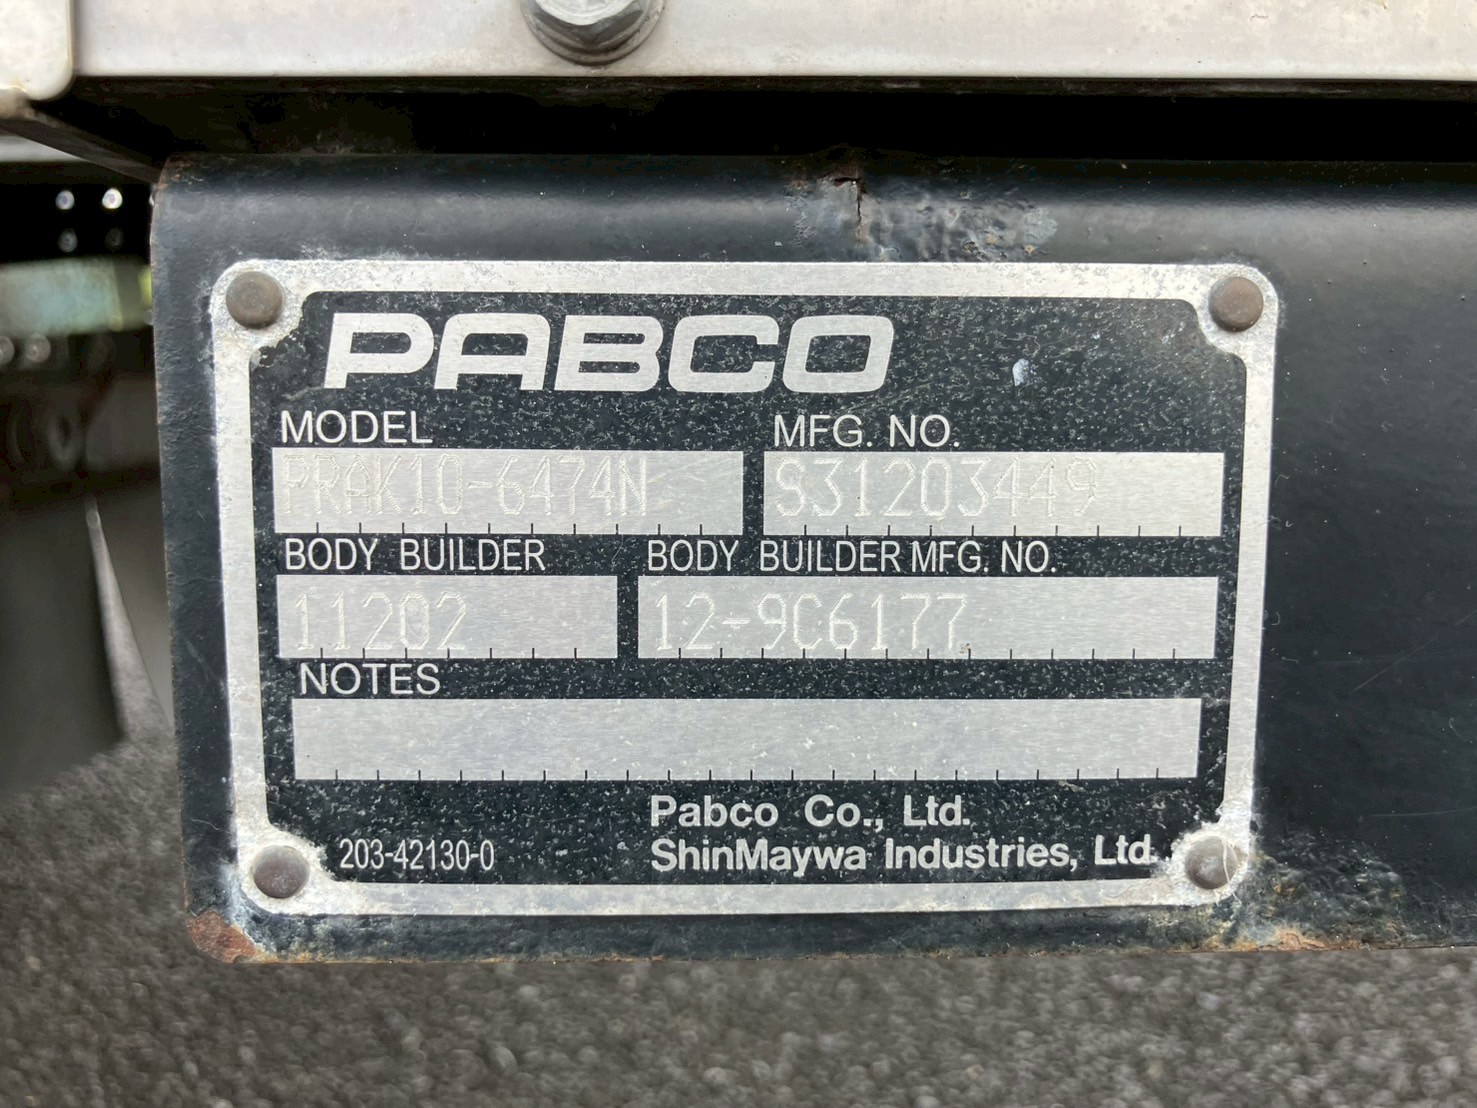 PABCO
MODEL MFG. NO.
PRAK10-6474N S31203449
BODY BUILDER BODY BUILDER MFG. NO.
11202 12-9C6177
NOTES
Pabco Co., Ltd.
203-42130-0 ShinMaywa Industries, Ltd.